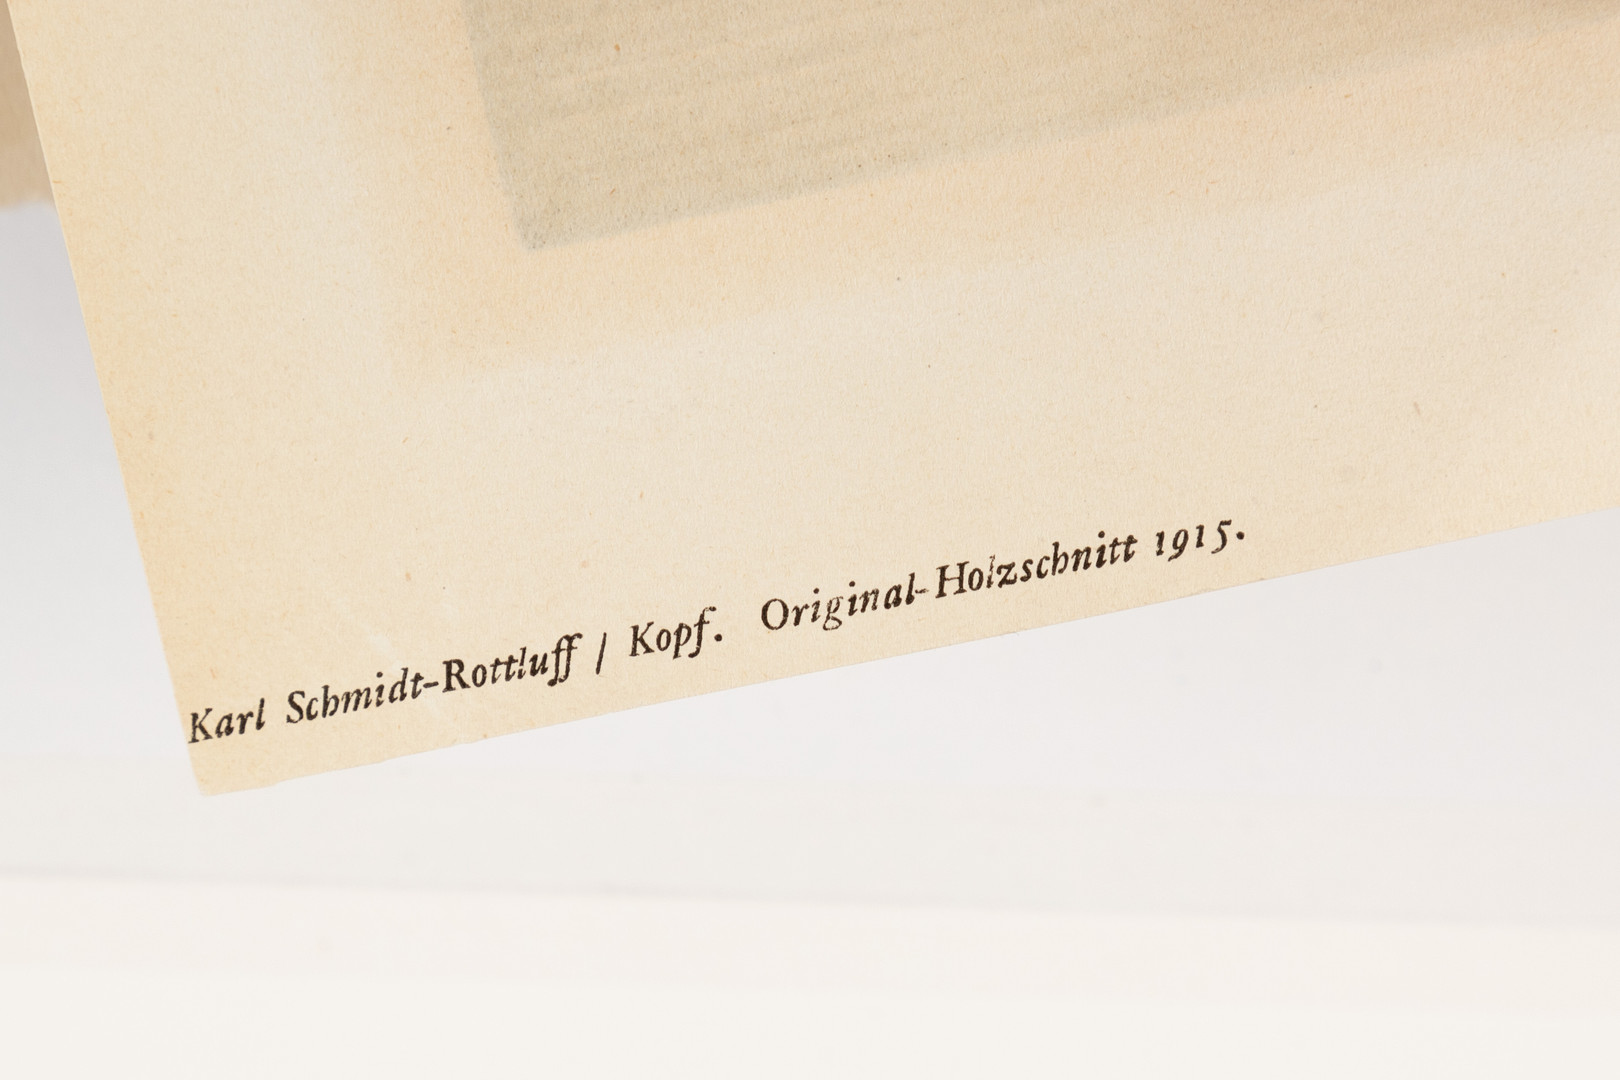 Karl Schmidt-Rottluff / Kopf. Original-Holzschnitt 1915.